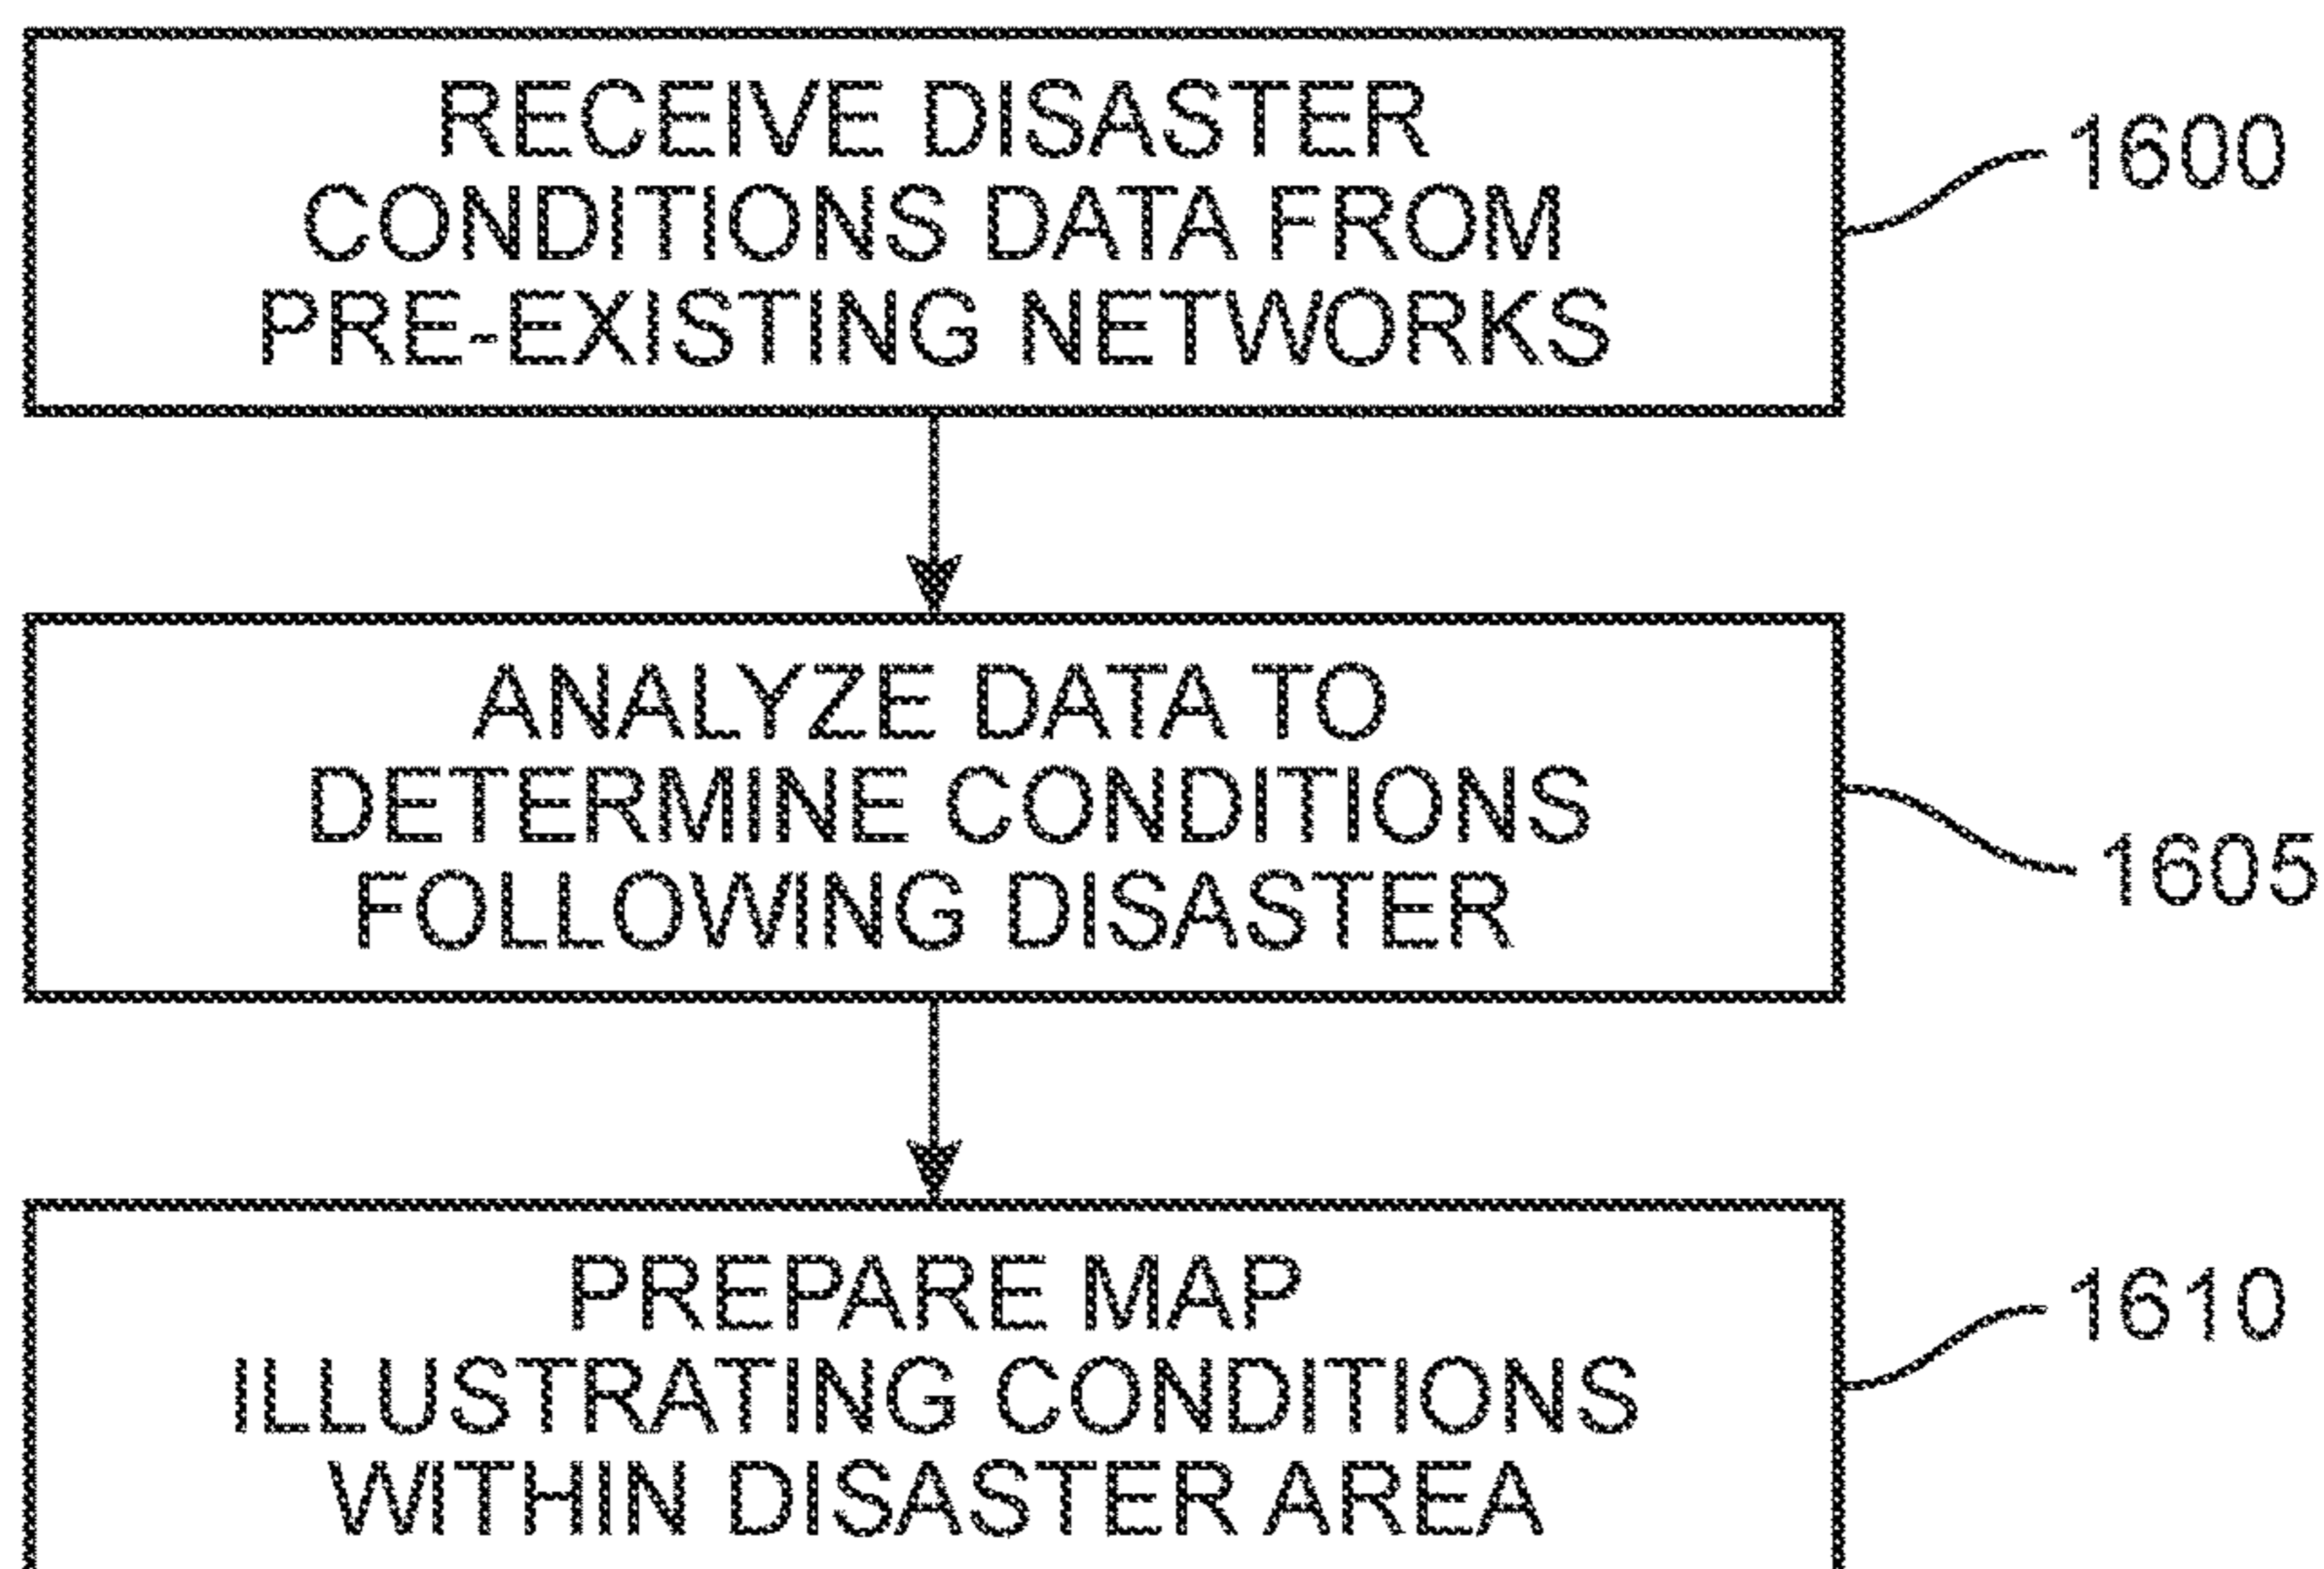 RECEIVE DISASTER
CONDITIONS DATA FROM
PRE-EXISTING NETWORKS
1600
ANALYZE DATA TO
DETERMINE CONDITIONS
FOLLOWING DISASTER
1605
PREPARE MAP
ILLUSTRATING CONDITIONS
WITHIN DISASTER AREA
1610